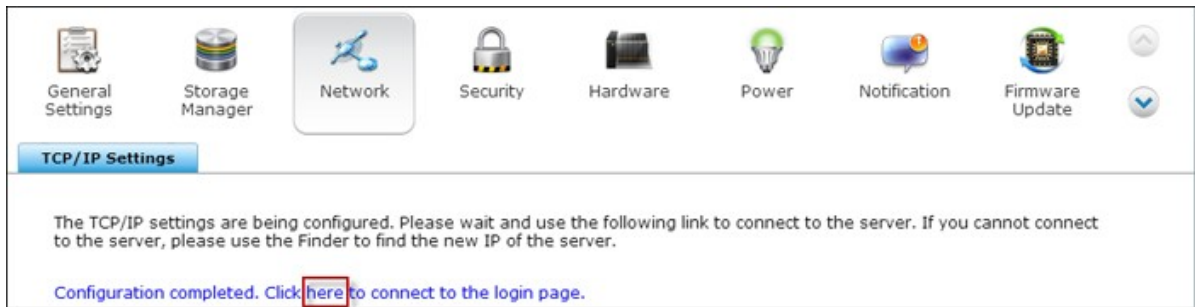 General Settings
Storage Manager
Network
Security
Hardware
Power
Notification
Firmware Update
TCP/IP Settings
The TCP/IP settings are being configured. Please wait and use the following link to connect to the server. If you cannot connect
to the server, please use the Finder to find the new IP of the server.
Configuration completed. Click here to connect to the login page.